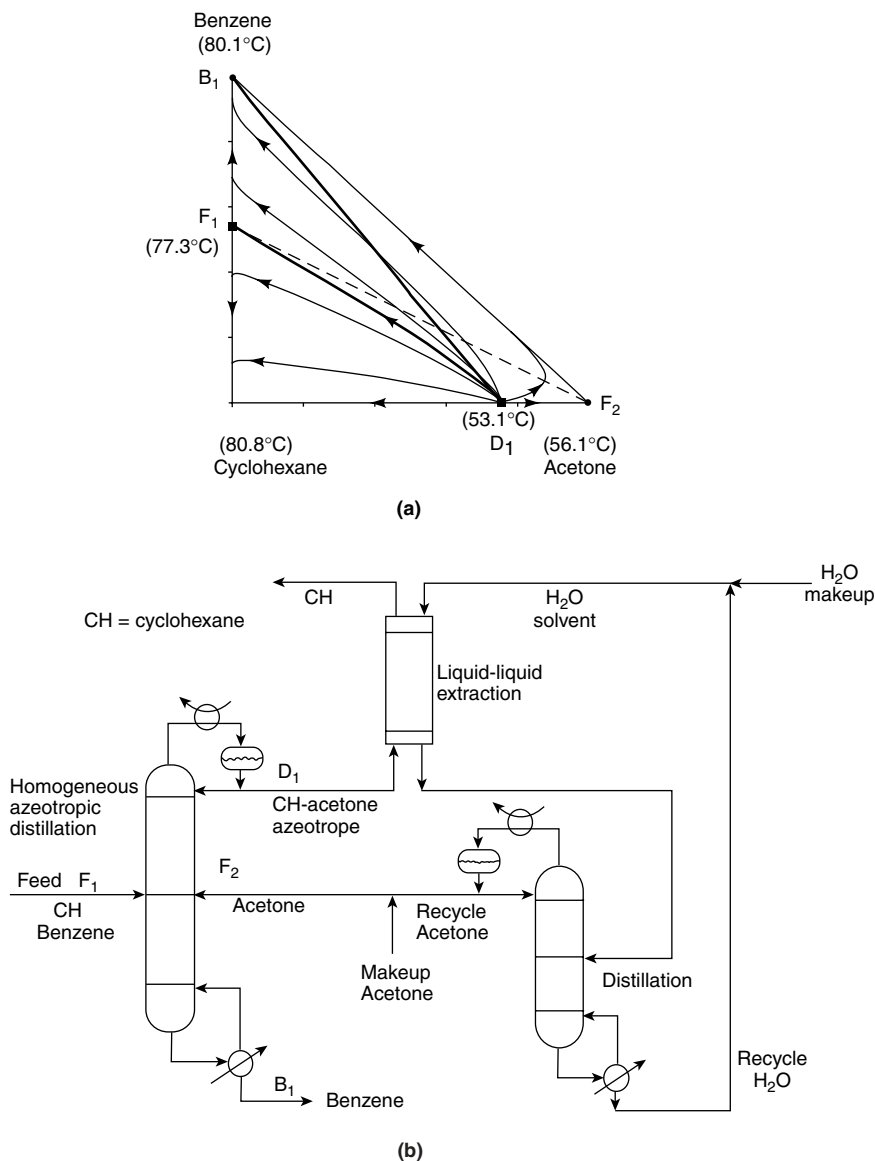 Benzene
(80.1°C)
B₁
F₁
(77.3°C)
F₂
(53.1°C)
D₁
(80.8°C)
Cyclohexane
(56.1°C)
Acetone
(a)
CH
H₂O
solvent
H₂O
makeup
CH = cyclohexane
Liquid-liquid
extraction
Homogeneous
azeotropic
distillation
D₁
CH-acetone
azeotrope
Feed F₁
CH
Benzene
F₂
Acetone
Recycle
Acetone
Makeup
Acetone
Distillation
Recycle
H₂O
B₁
Benzene
(b)